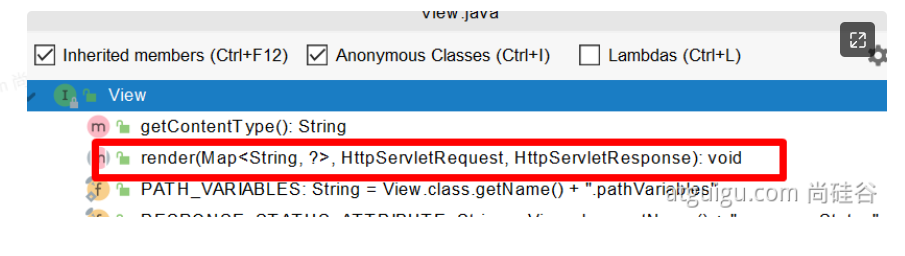 View.java
Inherited members (Ctrl+F12) Anonymous Classes (Ctrl+I) Lambdas (Ctrl+L)
I View
m getContentType(): String
m render(Map<String, ?>, HttpServletRequest, HttpServletResponse): void
f PATH_VARIABLES: String = View.class.getName() + ".pathVariables"
atguigu.com 尚硅谷